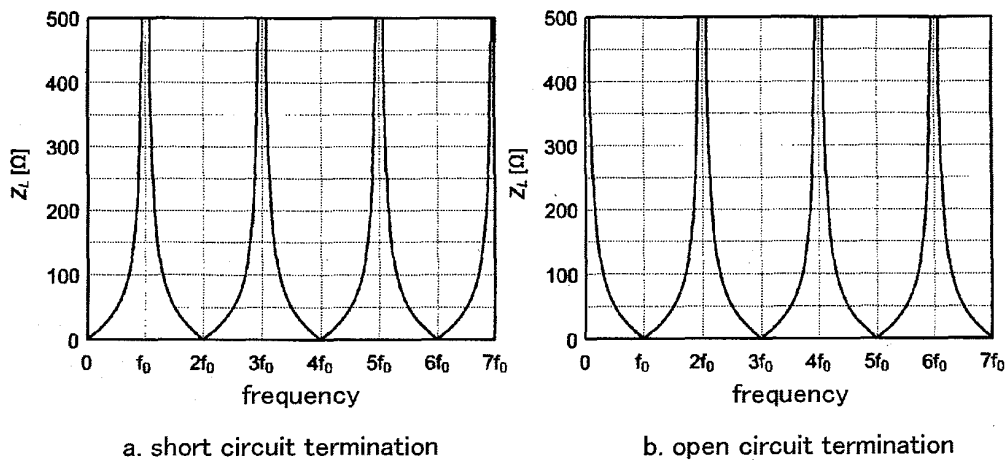 500
400
300
200
100
0
Z_L [Ω]
0 f₀ 2f₀ 3f₀ 4f₀ 5f₀ 6f₀ 7f₀
frequency
a. short circuit termination
500
400
300
200
100
0
Z_L [Ω]
0 f₀ 2f₀ 3f₀ 4f₀ 5f₀ 6f₀ 7f₀
frequency
b. open circuit termination